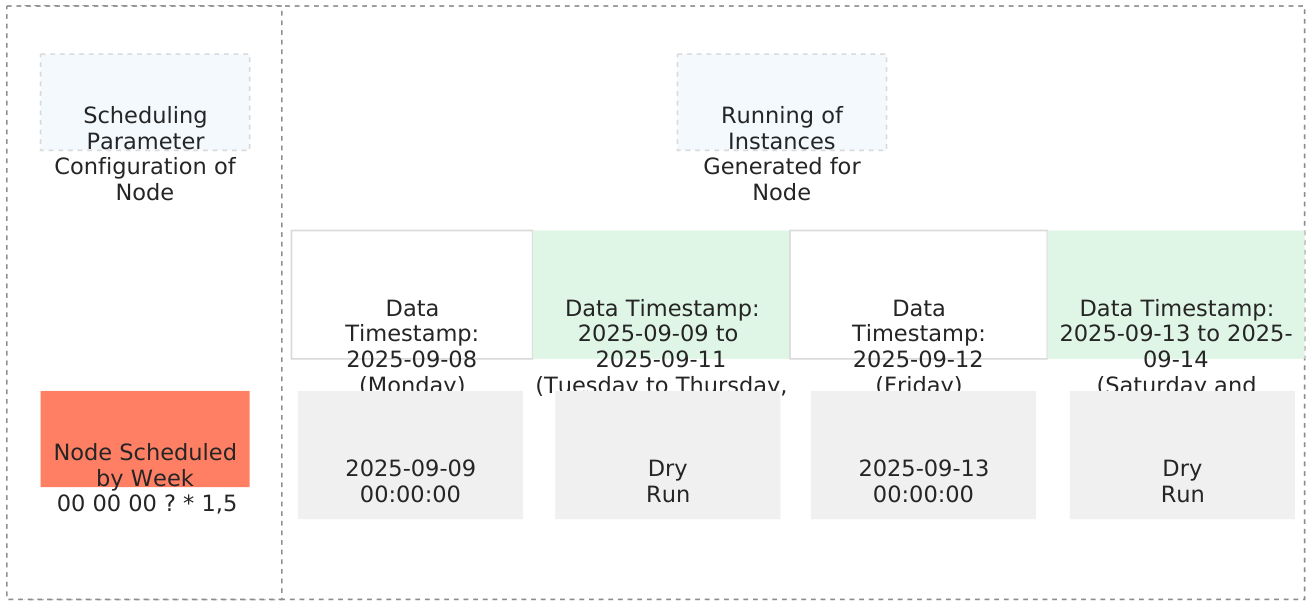 Scheduling
Parameter
Configuration of
Node
Running of
Instances
Generated for
Node
Data
Timestamp:
2025-09-08
(Monday)
Data Timestamp:
2025-09-09 to
2025-09-11
(Tuesday to Thursday,
Data
Timestamp:
2025-09-12
(Friday)
Data Timestamp:
2025-09-13 to 2025-
09-14
(Saturday and
Node Scheduled
by Week
00 00 00 ? * 1,5
2025-09-09
00:00:00
Dry
Run
2025-09-13
00:00:00
Dry
Run